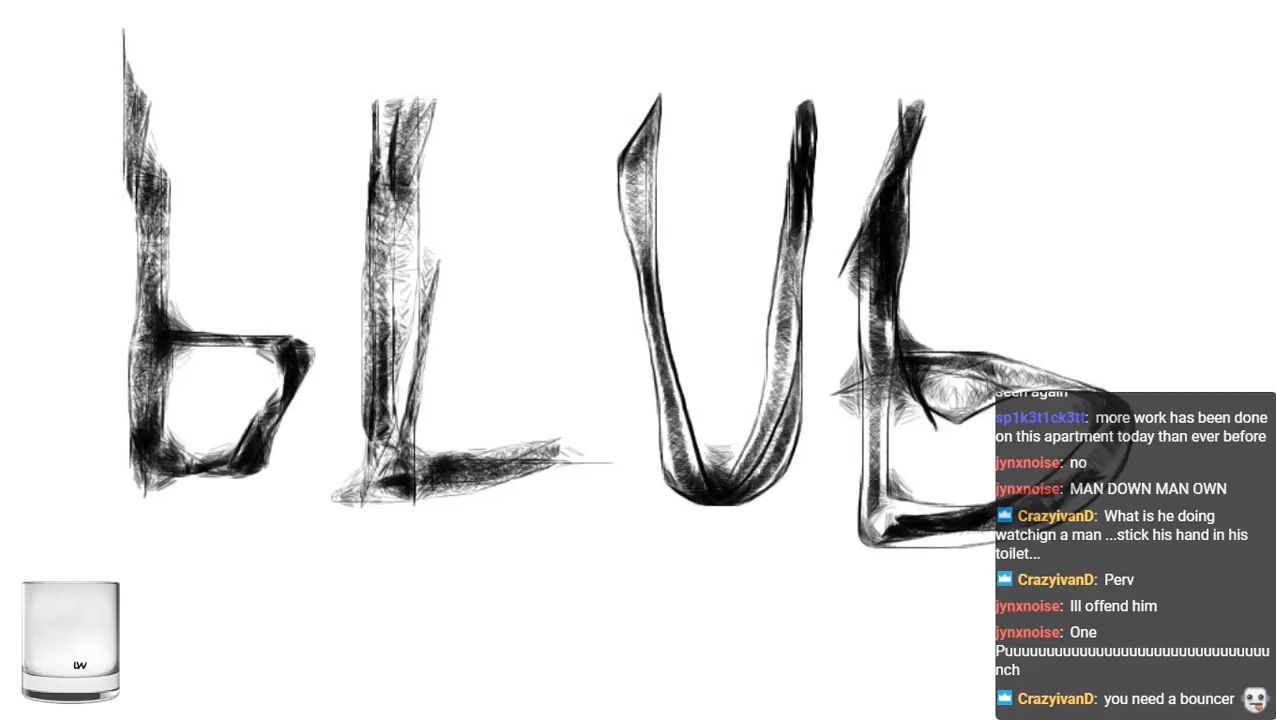 bLUb
seen again
sp1k3t1ck3tt: more work has been done
on this apartment today than ever before
jynxnoise: no
jynxnoise: MAN DOWN MAN OWN
CrazyivanD: What is he doing
watchign a man ...stick his hand in his
toilet...
CrazyivanD: Perv
jynxnoise: Ill offend him
jynxnoise: One
Puuuuuuuuuuuuuuuuuuuuuuuuuuuuuuu
nch
CrazyivanD: you need a bouncer
LW